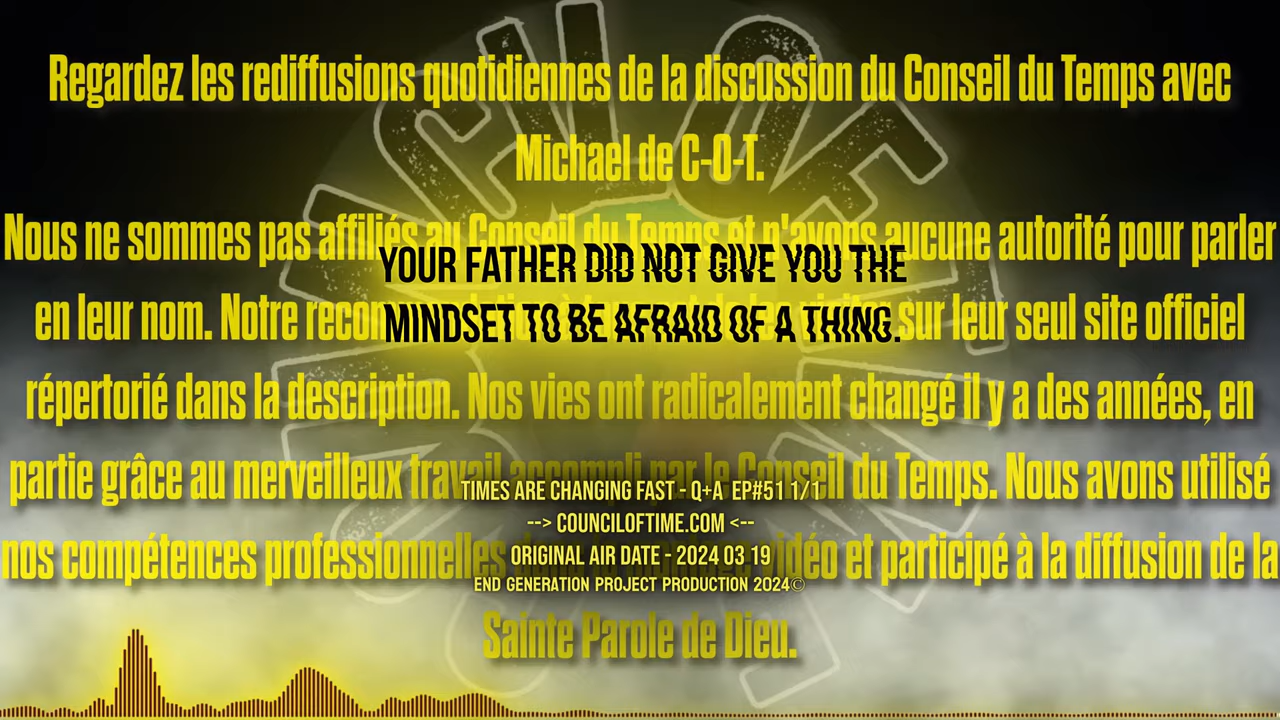 Regardez les rediffusions quotidiennes de la discussion du Conseil du Temps avec
Michael de C-O-T.
Nous ne sommes pas affiliés au Conseil du Temps et n'avons aucune autorité pour parler
YOUR FATHER DID NOT GIVE YOU THE
en leur nom. Notre sur leur seul site officiel
MINDSET TO BE AFRAID OF A THING.
répertorié dans la description. Nos vies ont radicalement changé il y a des années, en
partie grâce au merveilleux travail accompli par le Conseil du Temps. Nous avons utilisé
TIMES ARE CHANGING FAST - Q+A EP#51 1/1
--> COUNCILOFTIME.COM <--
nos compétences professionnelles et participé à la diffusion de la
ORIGINAL AIR DATE - 2024 03 19
END GENERATION PROJECT PRODUCTION 2024©
Sainte Parole de Dieu.